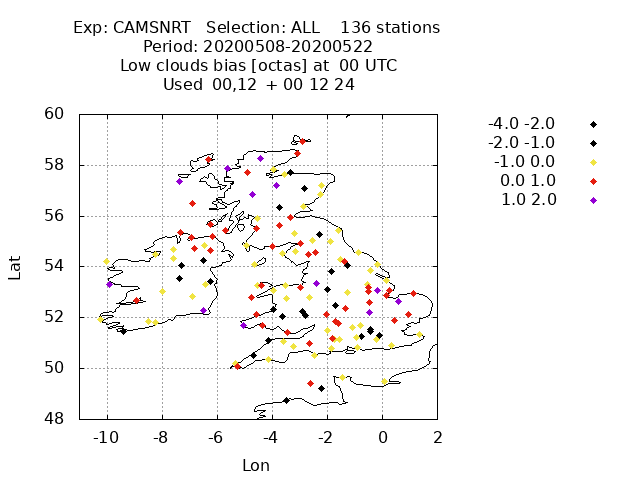 Exp: CAMSNRT Selection: ALL 136 stations
Period: 20200508-20200522
Low clouds bias [octas] at 00 UTC
Used 00,12 + 00 12 24
-4.0 -2.0
-2.0 -1.0
-1.0 0.0
0.0 1.0
1.0 2.0
60
58
56
54
52
50
48
Lat
-10 -8 -6 -4 -2 0 2
Lon